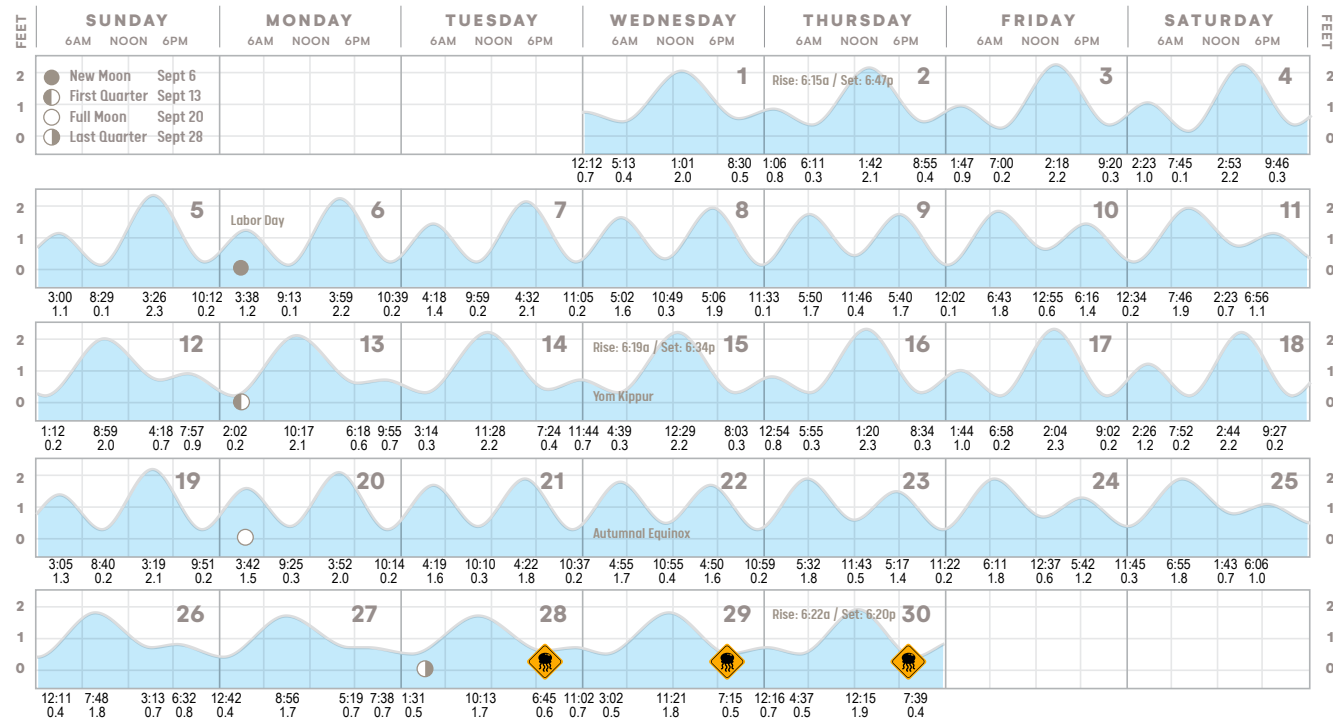 FEET SUNDAY MONDAY TUESDAY WEDNESDAY THURSDAY FRIDAY SATURDAY FEET
6AM NOON 6PM 6AM NOON 6PM 6AM NOON 6PM 6AM NOON 6PM 6AM NOON 6PM 6AM NOON 6PM 6AM NOON 6PM
2 New Moon Sept 6 1 Rise: 6:15a / Set: 6:47p 2 3 4 2
1 First Quarter Sept 13 1
Full Moon Sept 20
0 Last Quarter Sept 28 0
12:12 5:13 1:01 8:30 1:06 6:11 1:42 8:55 1:47 7:00 2:18 9:20 2:23 7:45 2:53 9:46
0.7 0.4 2.0 0.5 0.8 0.3 2.1 0.4 0.9 0.2 2.2 0.3 1.0 0.1 2.2 0.3
2 5 Labor Day 6 7 8 9 10 11 2
1 1
0 0
3:00 8:29 3:26 10:12 3:38 9:13 3:59 10:39 4:18 9:59 4:32 11:05 5:02 10:49 5:06 11:33 5:50 11:46 5:40 12:02 6:43 12:55 6:16 12:34 7:46 2:23 6:56
1.1 0.1 2.3 0.2 1.2 0.1 2.2 0.2 1.4 0.2 2.1 0.2 1.6 0.3 1.9 0.1 1.7 0.4 1.7 0.1 1.8 0.6 1.4 0.2 1.9 0.7 1.1
2 12 13 14 Rise: 6:19a / Set: 6:34p 15 16 17 18 2
1 1
0 Yom Kippur 0
1:12 8:59 4:18 7:57 2:02 10:17 6:18 9:55 3:14 11:28 7:24 11:44 4:39 12:29 8:03 12:54 5:55 1:20 8:34 1:44 6:58 2:04 9:02 2:26 7:52 2:44 9:27
0.2 2.0 0.7 0.9 0.2 2.1 0.6 0.7 0.3 2.2 0.4 0.7 0.3 2.2 0.3 0.8 0.3 2.3 0.3 1.0 0.2 2.3 0.2 1.2 0.2 2.2 0.2
2 19 20 21 22 23 24 25 2
1 1
0 Autumnal Equinox 0
3:05 8:40 3:19 9:51 3:42 9:25 3:52 10:14 4:19 10:10 4:22 10:37 4:55 10:55 4:50 10:59 5:32 11:43 5:17 11:22 6:11 12:37 5:42 11:45 6:55 1:43 6:06
1.3 0.2 2.1 0.2 1.5 0.3 2.0 0.2 1.6 0.3 1.8 0.2 1.7 0.4 1.6 0.2 1.8 0.5 1.4 0.2 1.8 0.6 1.2 0.3 1.8 0.7 1.0
2 26 27 28 29 Rise: 6:22a / Set: 6:20p 30 2
1 1
0 0
12:11 7:48 3:13 6:32 12:42 8:56 5:19 7:38 1:31 10:13 6:45 11:02 3:02 11:21 7:15 12:16 4:37 12:15 7:39
0.4 1.8 0.7 0.8 0.4 1.7 0.7 0.7 0.5 1.7 0.6 0.7 0.5 1.8 0.5 0.7 0.5 1.9 0.4